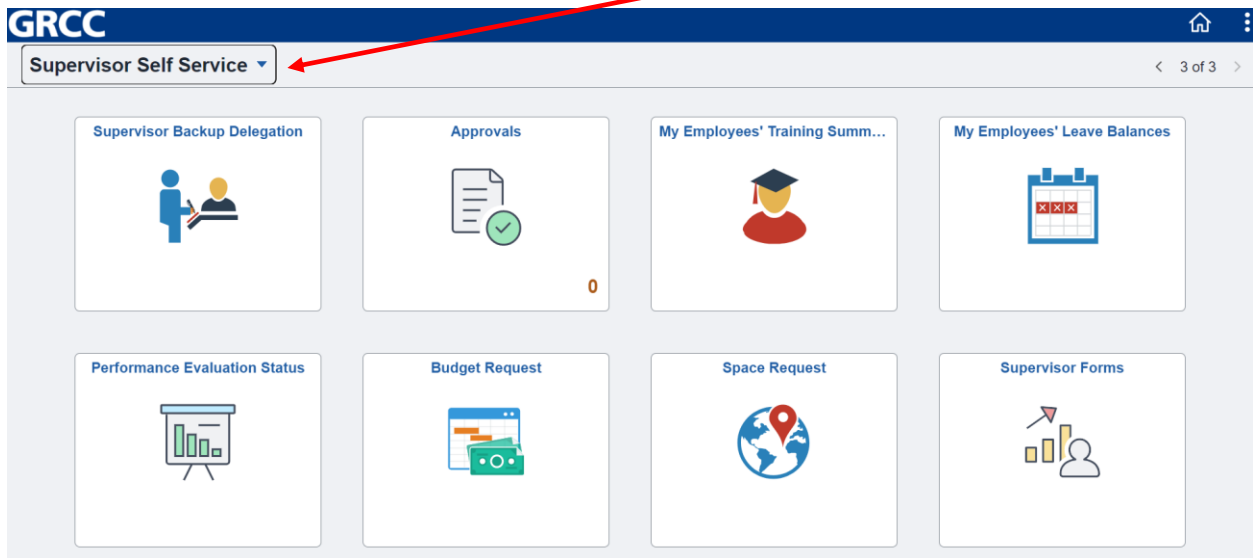 GRCC
Supervisor Self Service
3 of 3
Supervisor Backup Delegation
Approvals
My Employees' Training Summ...
My Employees' Leave Balances
0
Performance Evaluation Status
Budget Request
Space Request
Supervisor Forms